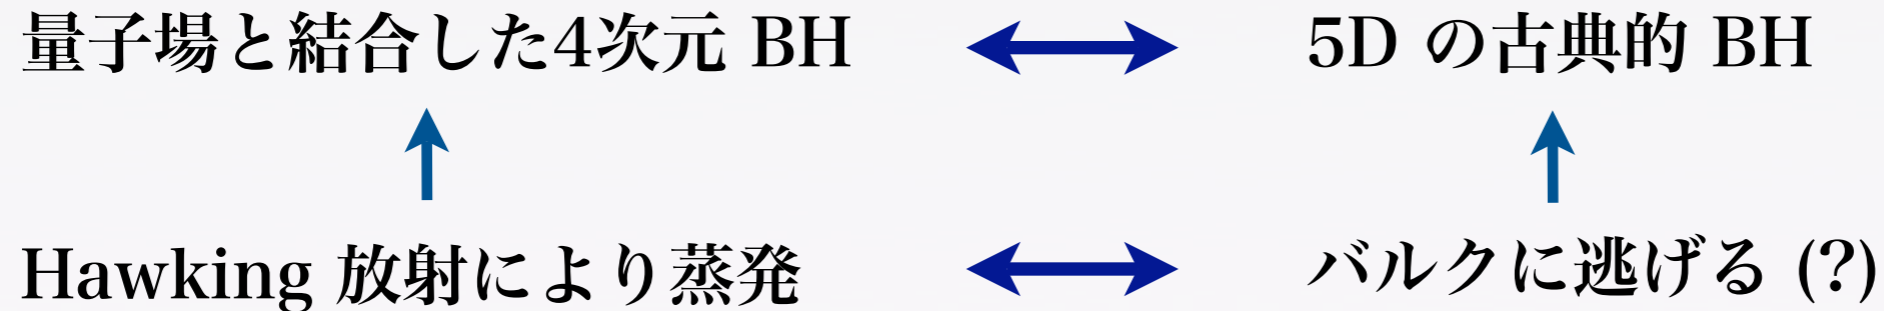 量子場と結合した4次元 BH
5D の古典的 BH
Hawking 放射により蒸発
バルクに逃げる (?)